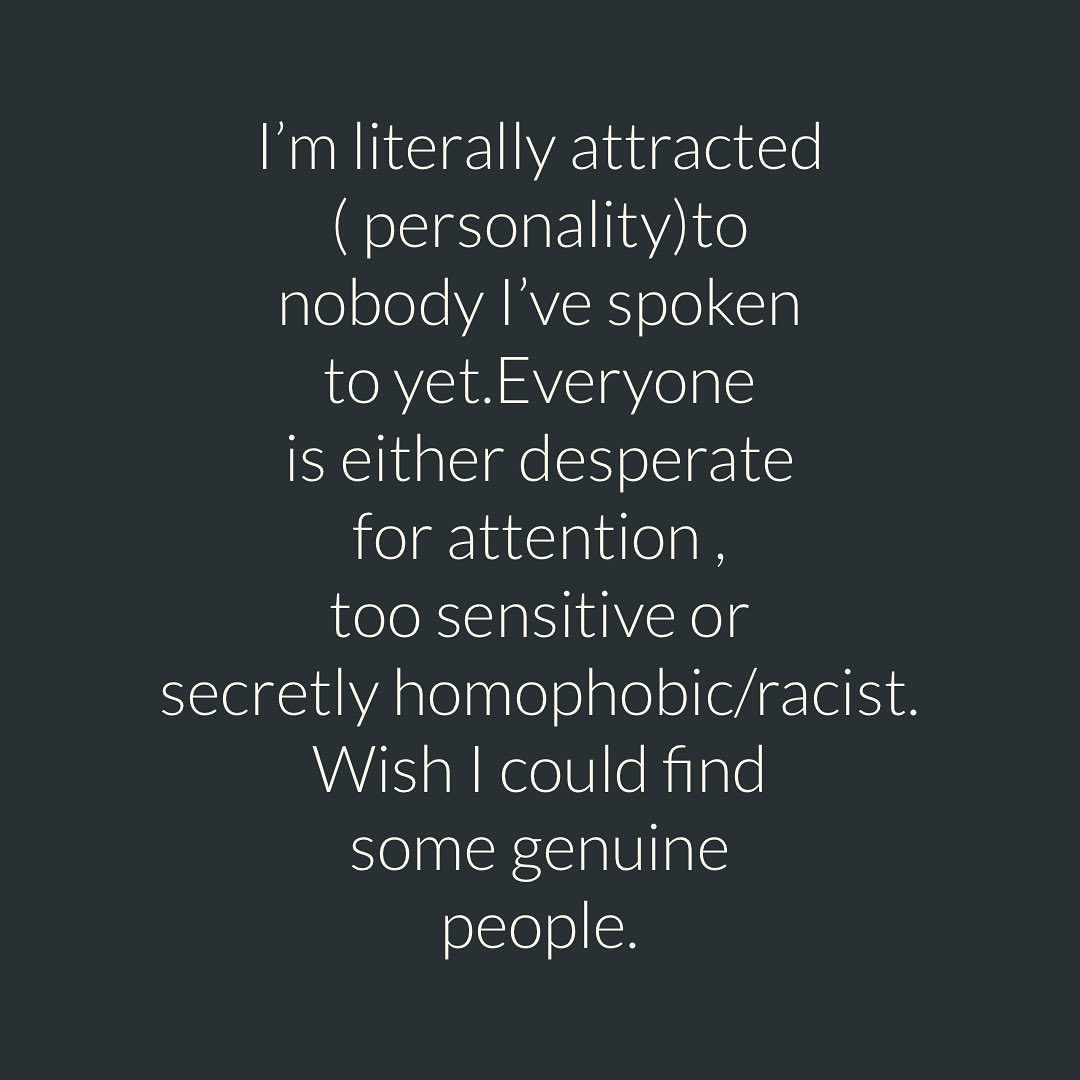 I’m literally attracted
( personality)to
nobody I’ve spoken
to yet.Everyone
is either desperate
for attention ,
too sensitive or
secretly homophobic/racist.
Wish I could find
some genuine
people.